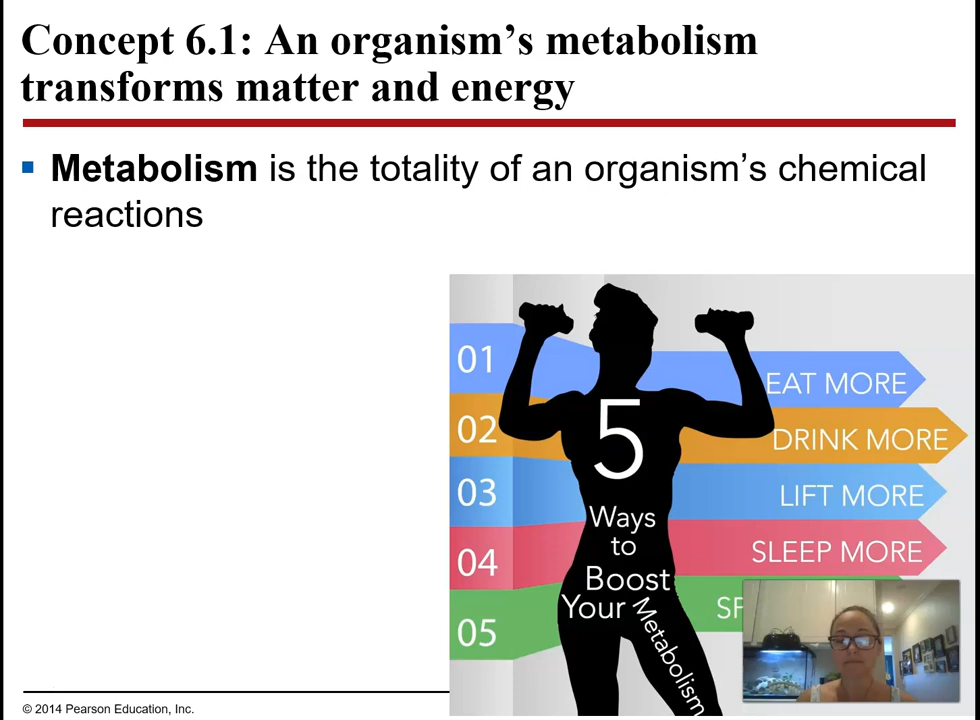 Concept 6.1: An organism’s metabolism
transforms matter and energy
Metabolism is the totality of an organism’s chemical
reactions
01
EAT MORE
02
DRINK MORE
03
LIFT MORE
04
SLEEP MORE
05
5
Ways
to
Boost
Your Metabolism
© 2014 Pearson Education, Inc.